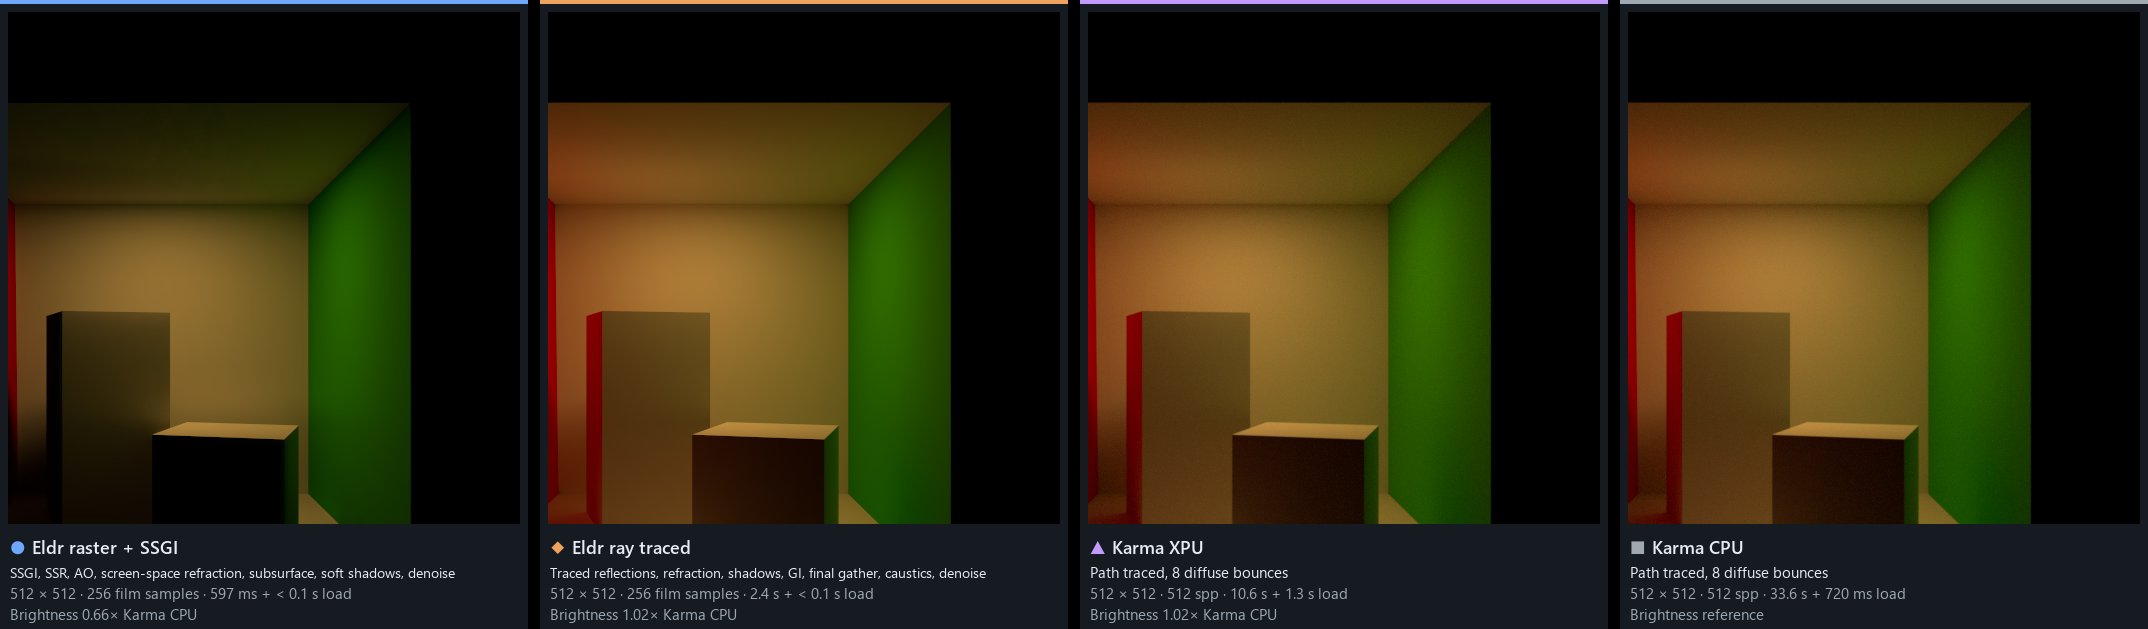 Eldr raster + SSGI
SSGI, SSR, AO, screen-space refraction, subsurface, soft shadows, denoise
512 × 512 · 256 film samples · 597 ms + < 0.1 s load
Brightness 0.66× Karma CPU
Eldr ray traced
Traced reflections, refraction, shadows, GI, final gather, caustics, denoise
512 × 512 · 256 film samples · 2.4 s + < 0.1 s load
Brightness 1.02× Karma CPU
Karma XPU
Path traced, 8 diffuse bounces
512 × 512 · 512 spp · 10.6 s + 1.3 s load
Brightness 1.02× Karma CPU
Karma CPU
Path traced, 8 diffuse bounces
512 × 512 · 512 spp · 33.6 s + 720 ms load
Brightness reference